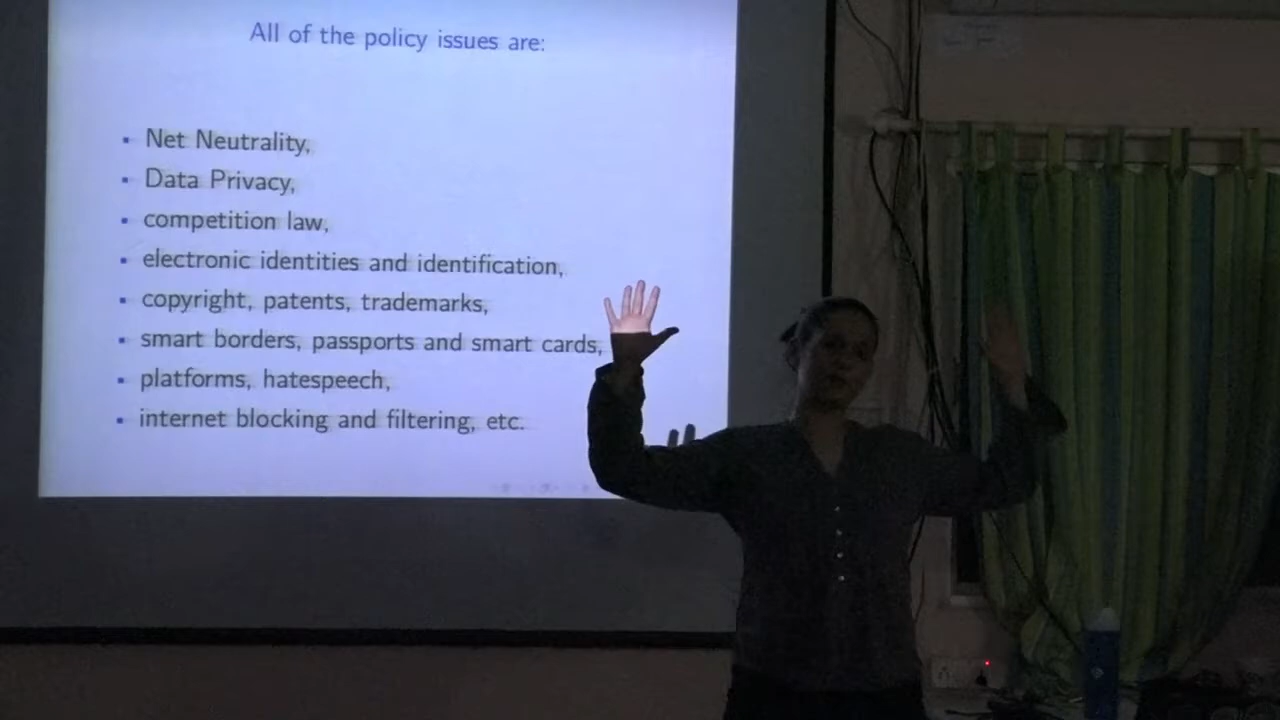 All of the policy issues are:
Net Neutrality,
Data Privacy,
competition law,
electronic identities and identification,
copyright, patents, trademarks,
smart borders, passports and smart cards,
platforms, hatespeech,
internet blocking and filtering, etc.